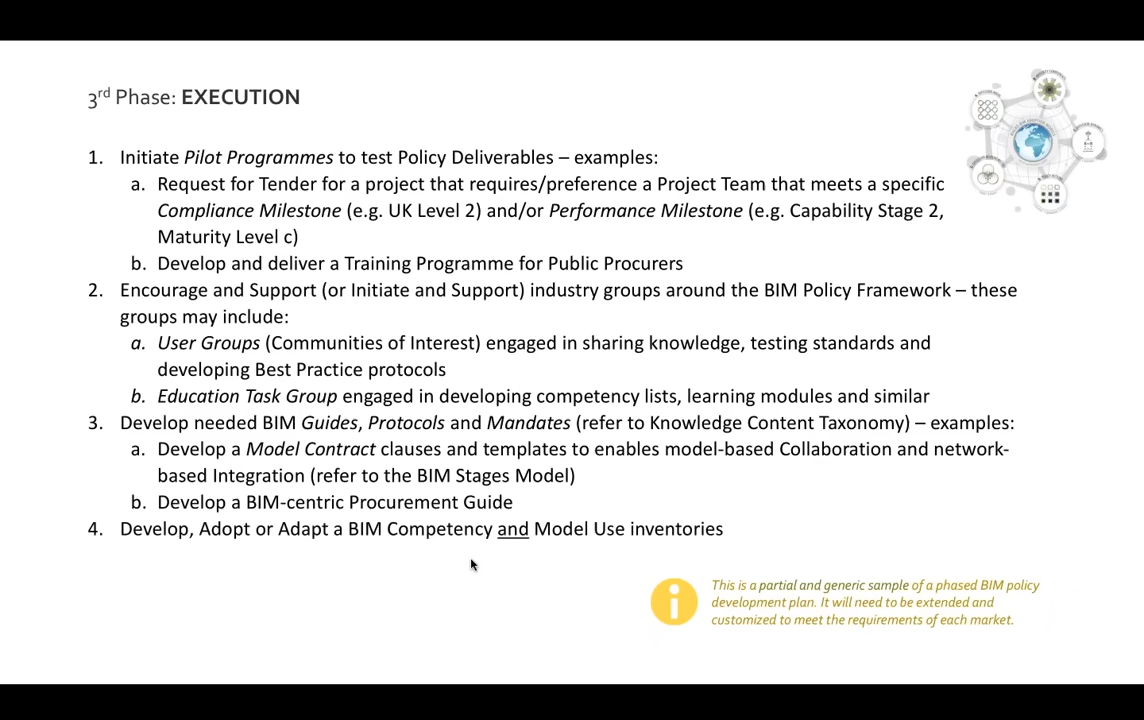 3rd Phase: EXECUTION
1. Initiate Pilot Programmes to test Policy Deliverables – examples:
a. Request for Tender for a project that requires/preference a Project Team that meets a specific
Compliance Milestone (e.g. UK Level 2) and/or Performance Milestone (e.g. Capability Stage 2,
Maturity Level c)
b. Develop and deliver a Training Programme for Public Procurers
2. Encourage and Support (or Initiate and Support) industry groups around the BIM Policy Framework – these
groups may include:
a. User Groups (Communities of Interest) engaged in sharing knowledge, testing standards and
developing Best Practice protocols
b. Education Task Group engaged in developing competency lists, learning modules and similar
3. Develop needed BIM Guides, Protocols and Mandates (refer to Knowledge Content Taxonomy) – examples:
a. Develop a Model Contract clauses and templates to enables model-based Collaboration and network-
based Integration (refer to the BIM Stages Model)
b. Develop a BIM-centric Procurement Guide
4. Develop, Adopt or Adapt a BIM Competency and Model Use inventories
This is a partial and generic sample of a phased BIM policy
development plan. It will need to be extended and
customized to meet the requirements of each market.